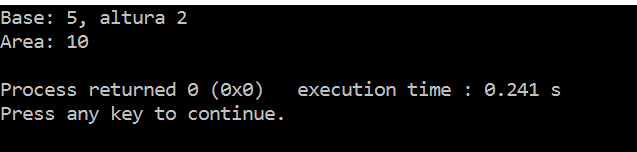 Base: 5, altura 2
Area: 10
Process returned 0 (0x0)   execution time : 0.241 s
Press any key to continue.